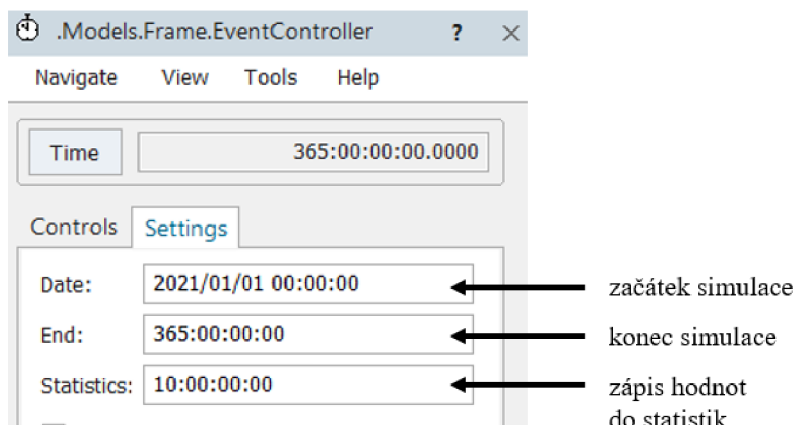 .Models.Frame.EventController ?
Navigate View Tools Help
Time 365:00:00:00.0000
Controls Settings
Date: 2021/01/01 00:00:00 začátek simulace
End: 365:00:00:00 konec simulace
Statistics: 10:00:00:00 zápis hodnot
do statistik